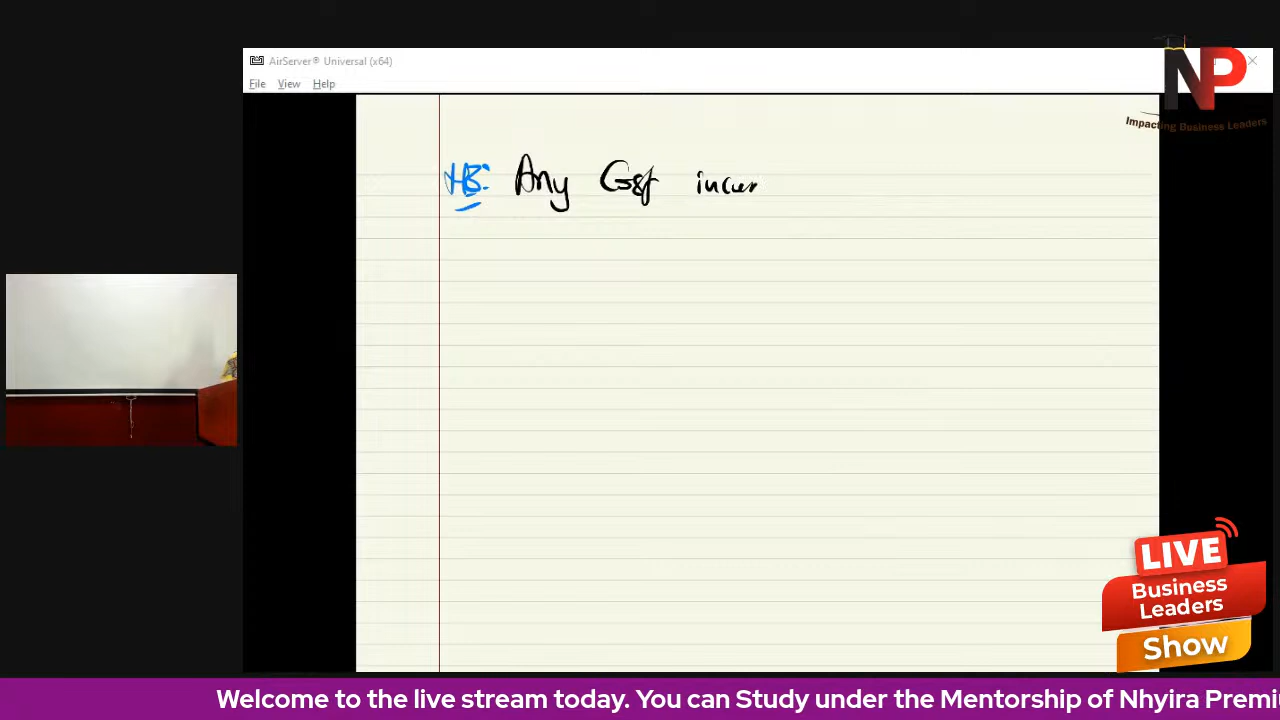 AirServer® Universal (x64)
File View Help
NP
Impacting Business Leaders
NB: Any Cost incur
LIVE
Business
Leaders
Show
Welcome to the live stream today. You can Study under the Mentorship of Nhyira Premi